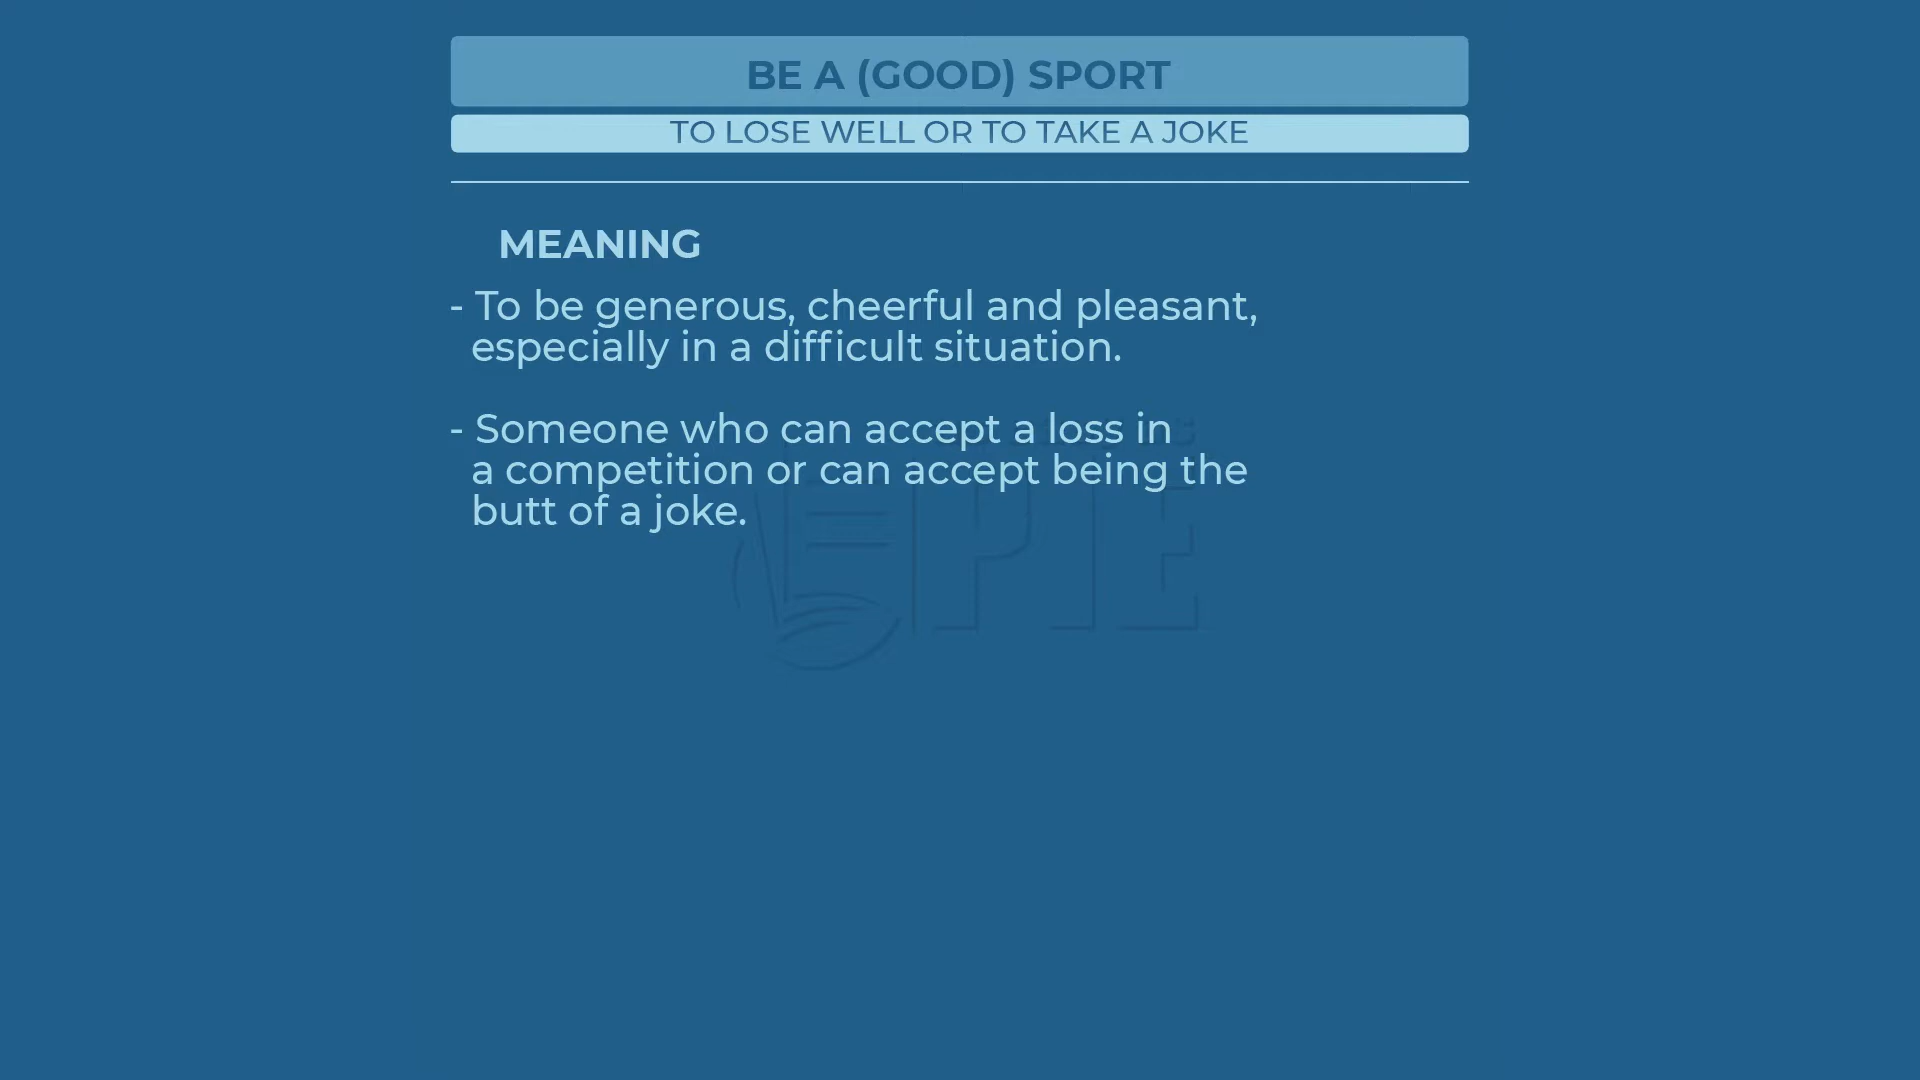 BE A (GOOD) SPORT
TO LOSE WELL OR TO TAKE A JOKE
MEANING
- To be generous, cheerful and pleasant,
especially in a difficult situation.
- Someone who can accept a loss in
a competition or can accept being the
butt of a joke.
PIE